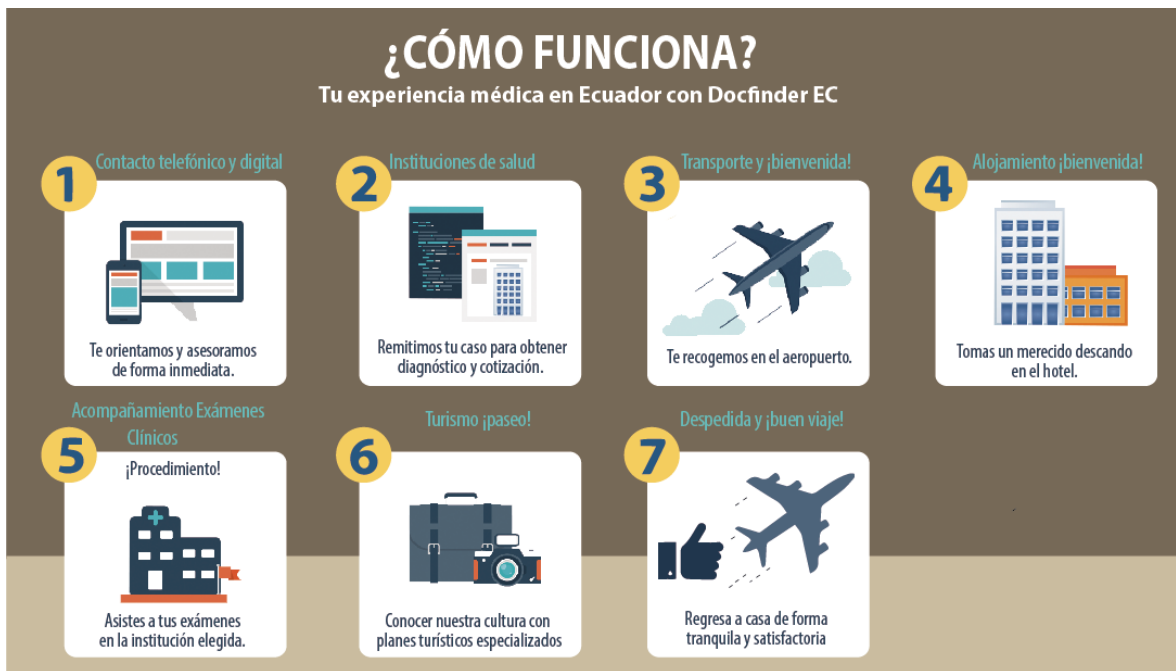 ¿CÓMO FUNCIONA?
Tu experiencia médica en Ecuador con Docfinder EC
1
Contacto telefónico y digital
Te orientamos y asesoramos
de forma inmediata.
2
Instituciones de salud
Remitimos tu caso para obtener
diagnóstico y cotización.
3
Transporte y ¡bienvenida!
Te recogemos en el aeropuerto.
4
Alojamiento ¡bienvenida!
Tomas un merecido descando
en el hotel.
5
Acompañamiento Exámenes
Clínicos
¡Procedimiento!
Asistes a tus exámenes
en la institución elegida.
6
Turismo ¡paseo!
Conocer nuestra cultura con
planes turísticos especializados
7
Despedida y ¡buen viaje!
Regresa a casa de forma
tranquila y satisfactoria